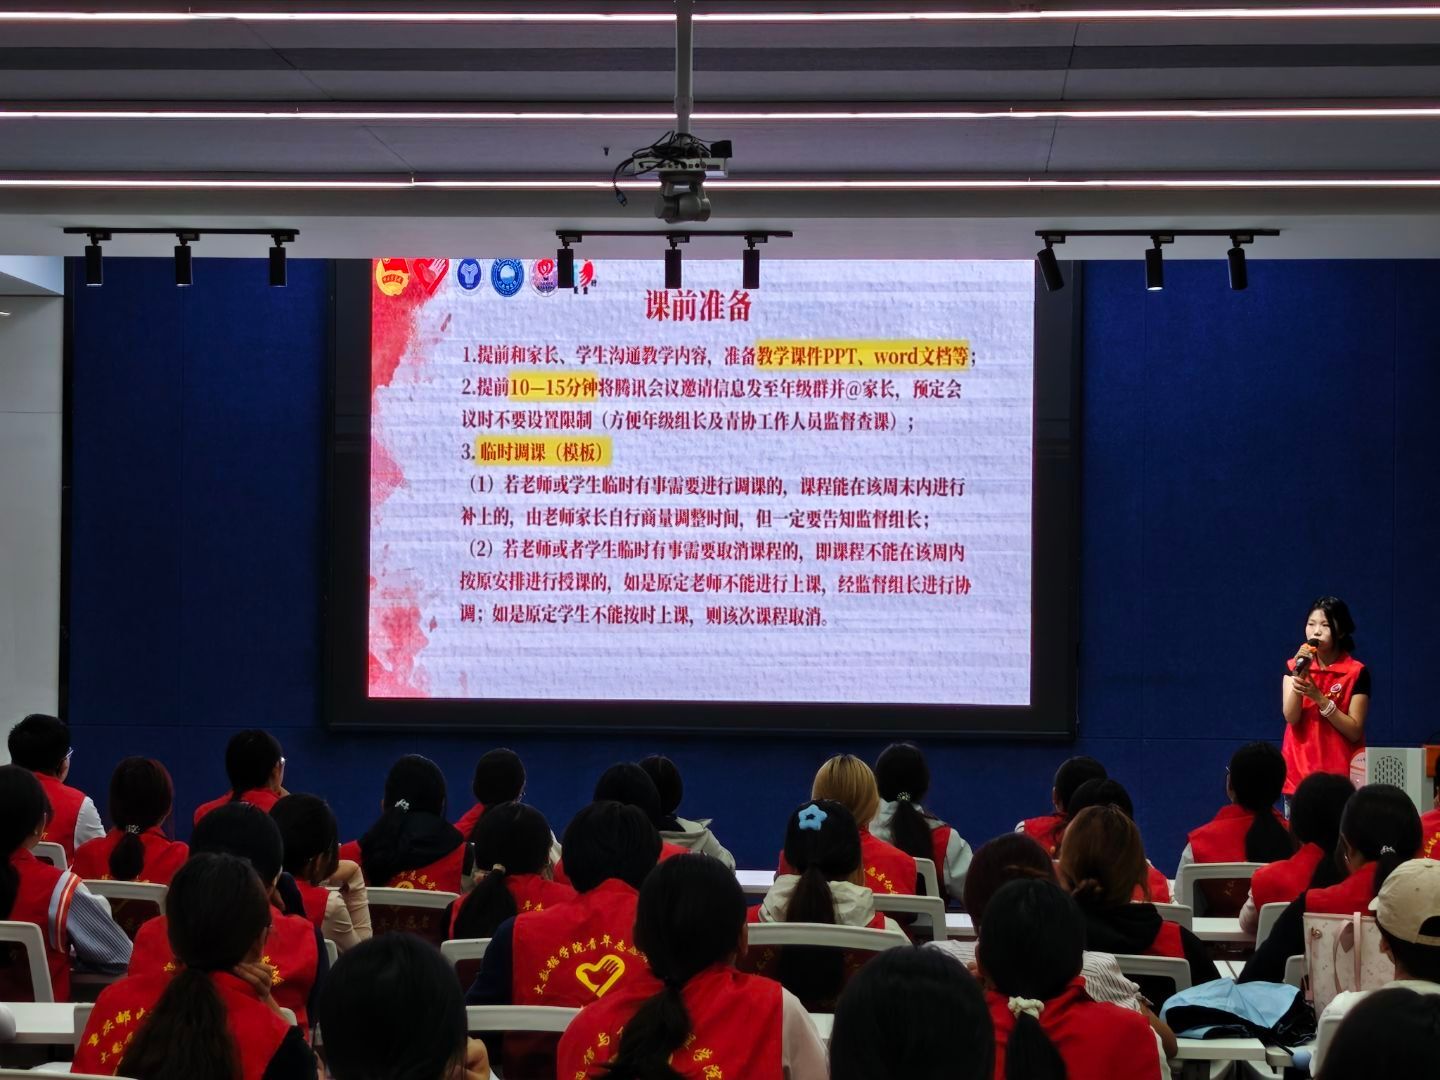 课前准备
1.提前和家长、学生沟通教学内容，准备教学课件PPT、word文档等；
2.提前10—15分钟将腾讯会议邀请信息发至年级群并@家长，预定会
议时不要设置限制（方便年级组长及青协工作人员监督查课）；
3. 临时调课（模板）
（1）若老师或学生临时有事需要进行调课的，课程能在该周末内进行
补上的，由老师家长自行商量调整时间，但一定要告知监督组长；
（2）若老师或者学生临时有事需要取消课程的，即课程不能在该周内
按原安排进行授课的，如是原定老师不能进行上课，经监督组长进行协
调；如是原定学生不能按时上课，则该次课程取消。
大数据学院青年志
重庆邮